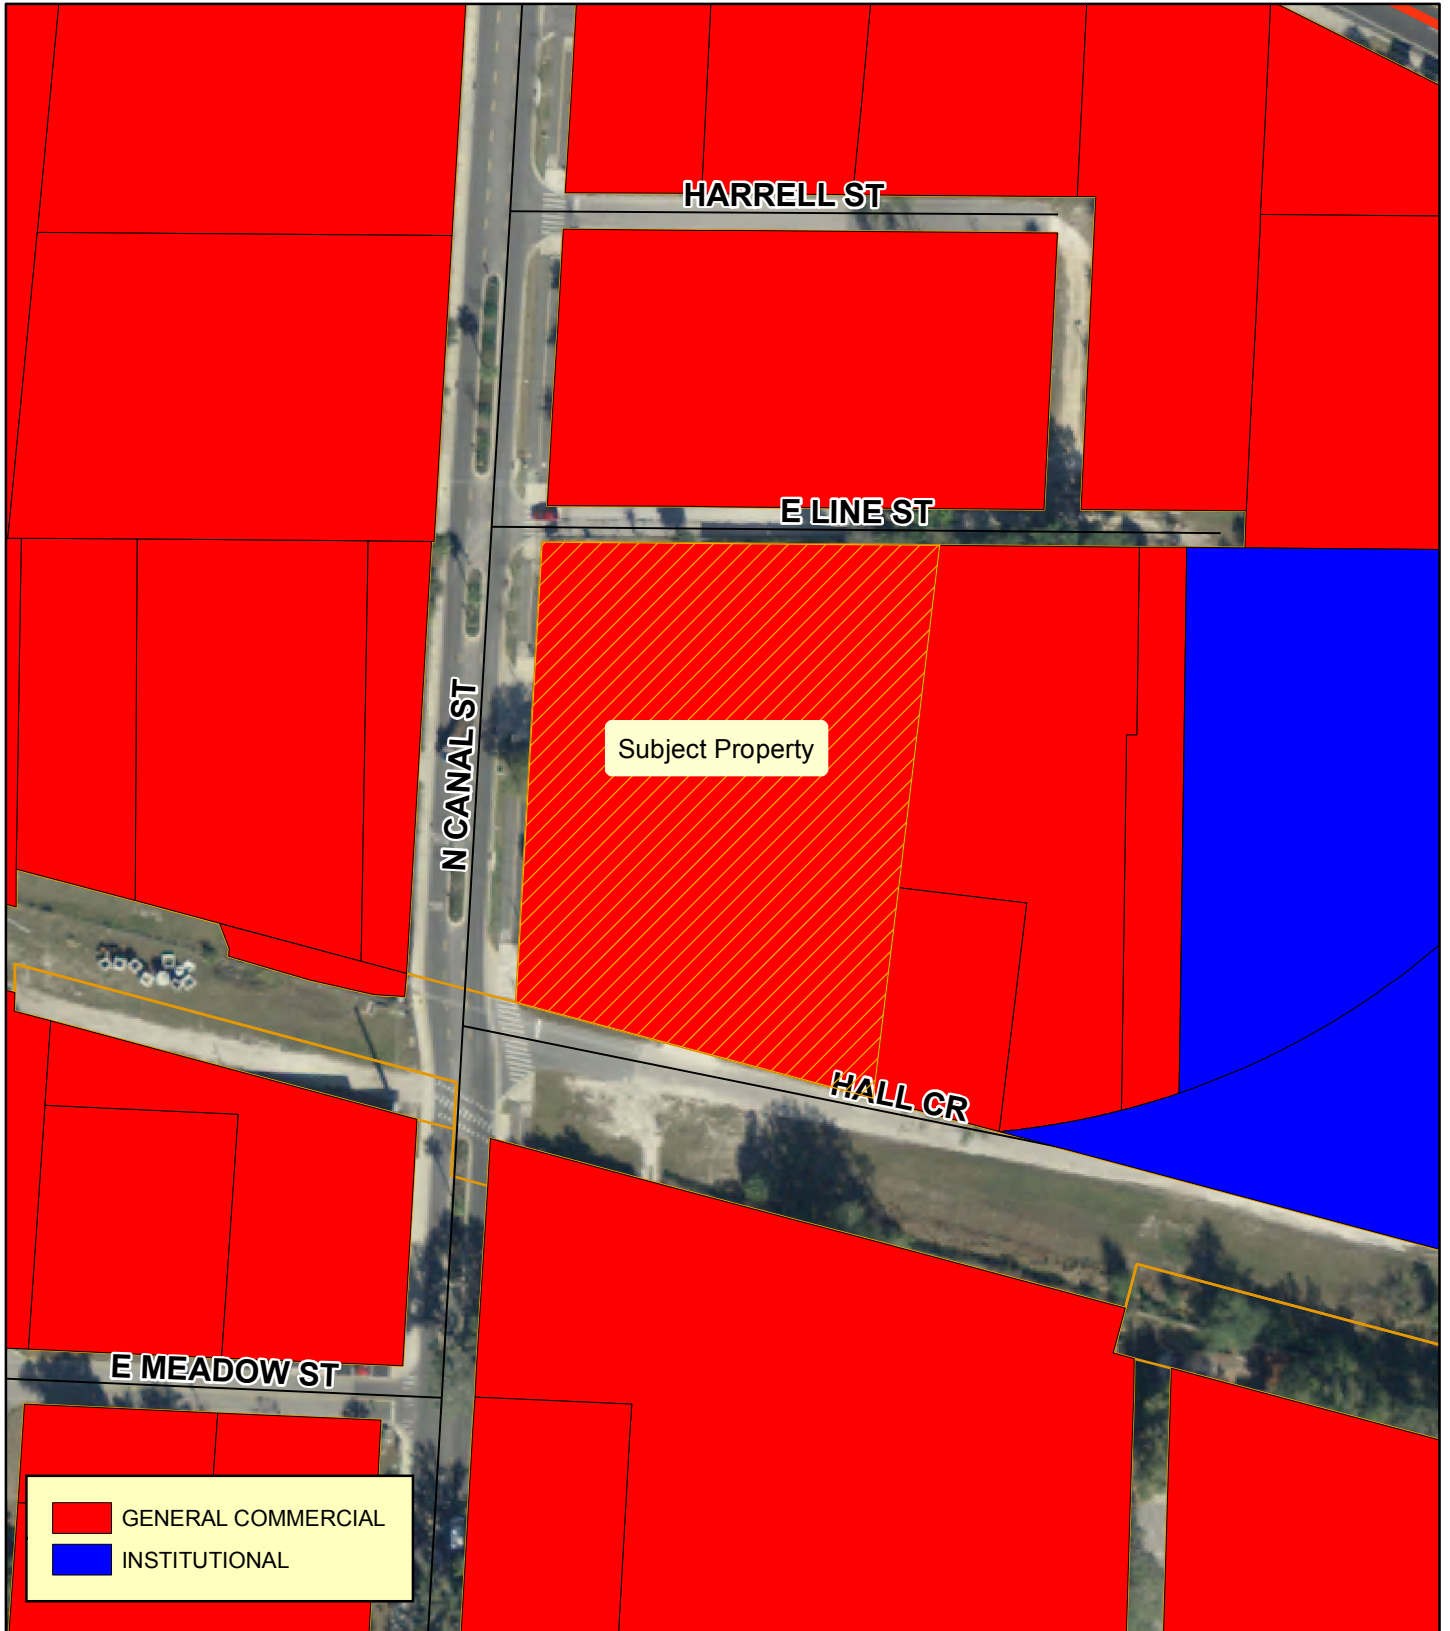 HARRELL ST
E LINE ST
N CANAL ST
Subject Property
HALL CR
E MEADOW ST
GENERAL COMMERCIAL
INSTITUTIONAL